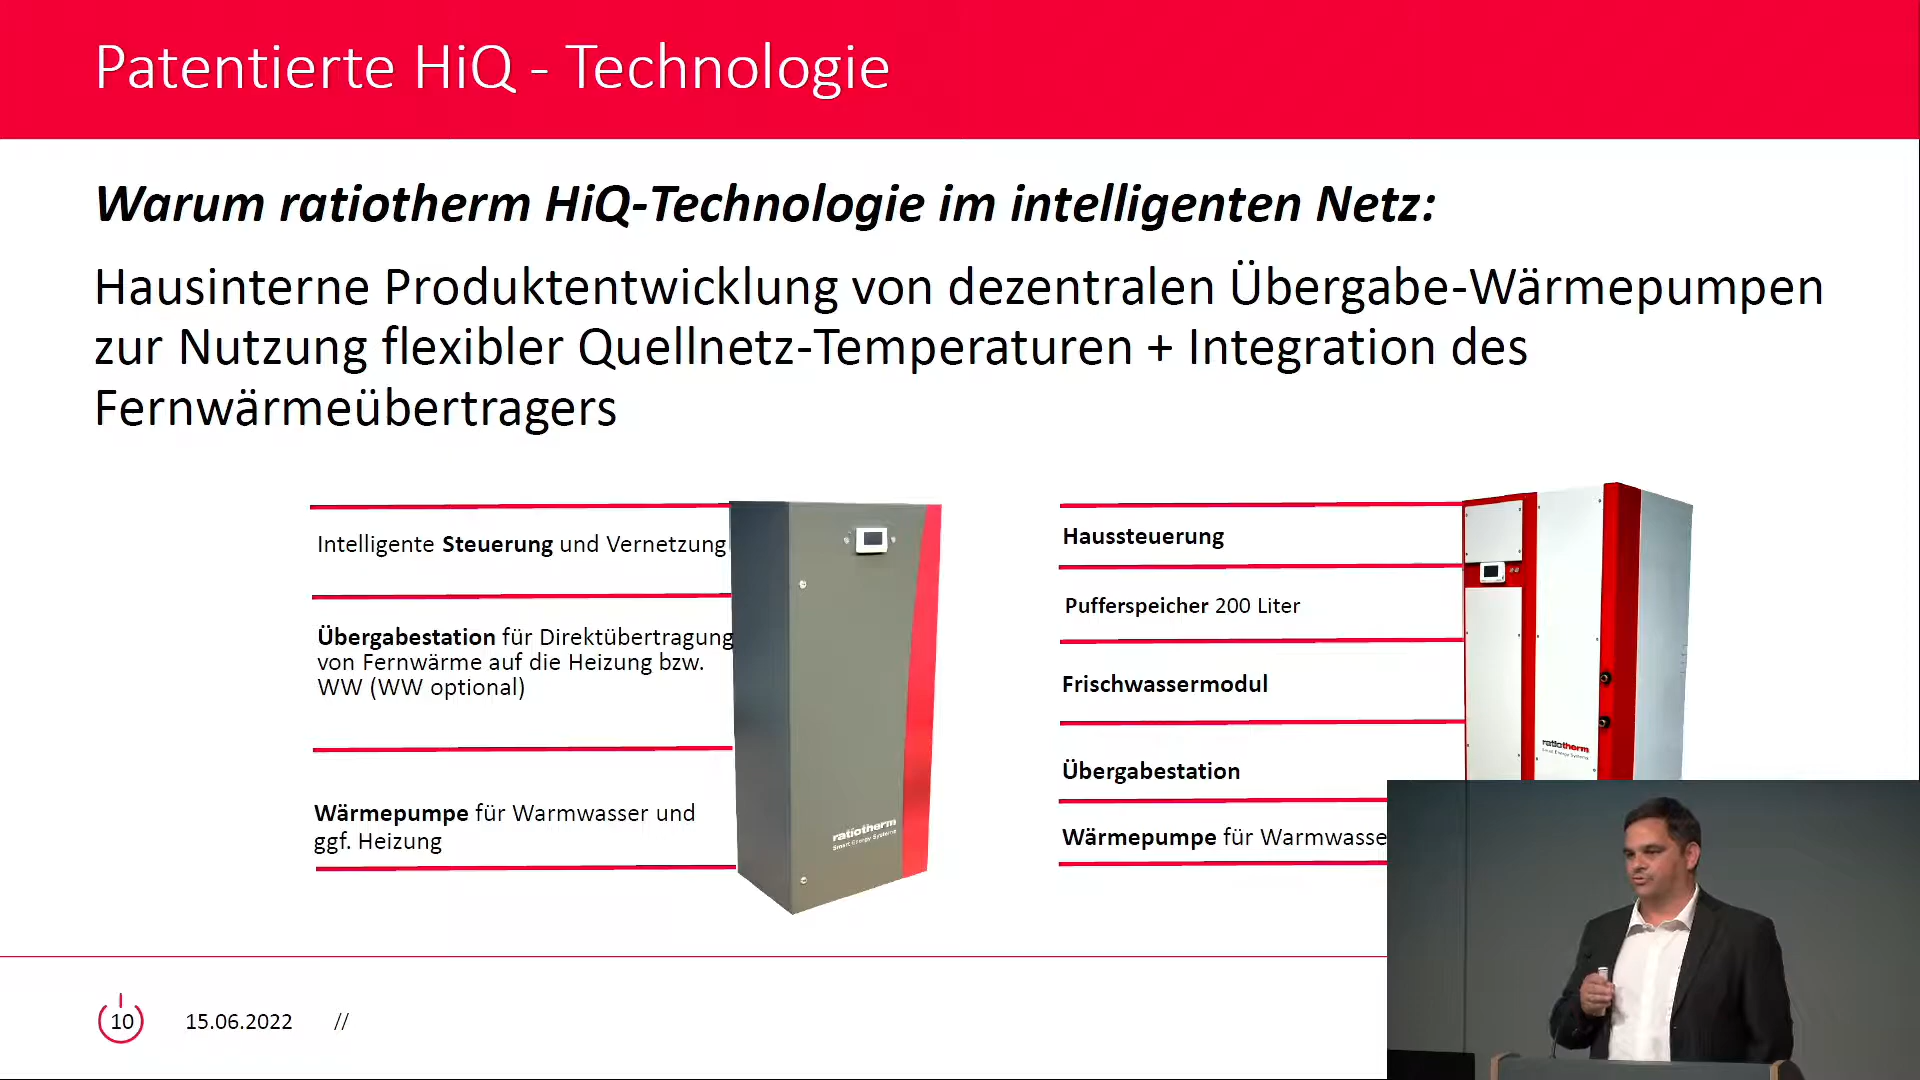 Patentierte HiQ - Technologie
Warum ratiotherm HiQ-Technologie im intelligenten Netz:
Hausinterne Produktentwicklung von dezentralen Übergabe-Wärmepumpen
zur Nutzung flexibler Quellnetz-Temperaturen + Integration des
Fernwärmeübertragers
Intelligente Steuerung und Vernetzung
Übergabestation für Direktübertragung
von Fernwärme auf die Heizung bzw.
WW (WW optional)
Wärmepumpe für Warmwasser und
ggf. Heizung
ratiotherm
Smart Energy Systems
Haussteuerung
Pufferspeicher 200 Liter
Frischwassermodul
Übergabestation
Wärmepumpe für Warmwasse
ratiotherm
Smart Energy Systems
10
15.06.2022
//